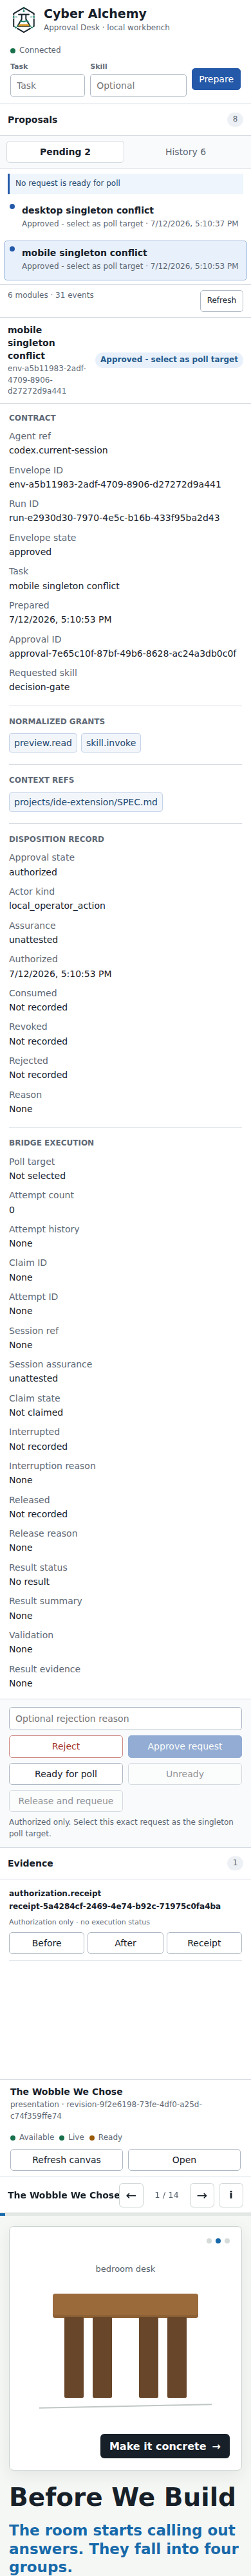 Cyber Alchemy
Approval Desk · local workbench
Connected
Task
Skill
Task
Optional
Prepare
Proposals
8
Pending 2
History 6
No request is ready for poll
desktop singleton conflict
Approved - select as poll target · 7/12/2026, 5:10:37 PM
mobile singleton conflict
Approved - select as poll target · 7/12/2026, 5:10:53 PM
6 modules · 31 events
Refresh
mobile
singleton
conflict
env-a5b11983-2adf-
4709-8906-
d27272d9a441
Approved - select as poll target
CONTRACT
Agent ref
codex.current-session
Envelope ID
env-a5b11983-2adf-4709-8906-d27272d9a441
Run ID
run-e2930d30-7970-4e5c-b16b-433f95ba2d43
Envelope state
approved
Task
mobile singleton conflict
Prepared
7/12/2026, 5:10:53 PM
Approval ID
approval-7e65c10f-87bf-49b6-8628-ac24a3db0c0f
Requested skill
decision-gate
NORMALIZED GRANTS
preview.read
skill.invoke
CONTEXT REFS
projects/ide-extension/SPEC.md
DISPOSITION RECORD
Approval state
authorized
Actor kind
local_operator_action
Assurance
unattested
Authorized
7/12/2026, 5:10:53 PM
Consumed
Not recorded
Revoked
Not recorded
Rejected
Not recorded
Reason
None
BRIDGE EXECUTION
Poll target
Not selected
Attempt count
0
Attempt history
None
Claim ID
None
Attempt ID
None
Session ref
None
Session assurance
unattested
Claim state
Not claimed
Interrupted
Not recorded
Interruption reason
None
Released
Not recorded
Release reason
None
Result status
No result
Result summary
None
Validation
None
Result evidence
None
Optional rejection reason
Reject
Approve request
Ready for poll
Unready
Release and requeue
Authorized only. Select this exact request as the singleton
poll target.
Evidence
1
authorization.receipt
receipt-5a4284cf-2469-4e74-b92c-71975c0fa4ba
Authorization only · no execution status
Before
After
Receipt
The Wobble We Chose
presentation · revision-9f2e6198-73fe-4df0-a25d-
c74f359ffe74
Available
Live
Ready
Refresh canvas
Open
The Wobble We Chose
←
1 / 14
→
i
bedroom desk
Make it concrete →
Before We Build
The room starts calling out
answers. They fall into four
groups.